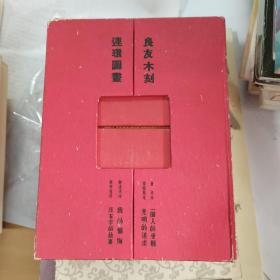 良友木刻
連環圖畫
一個人的受難
光明的追求
我的懺悔
沒有字的故事